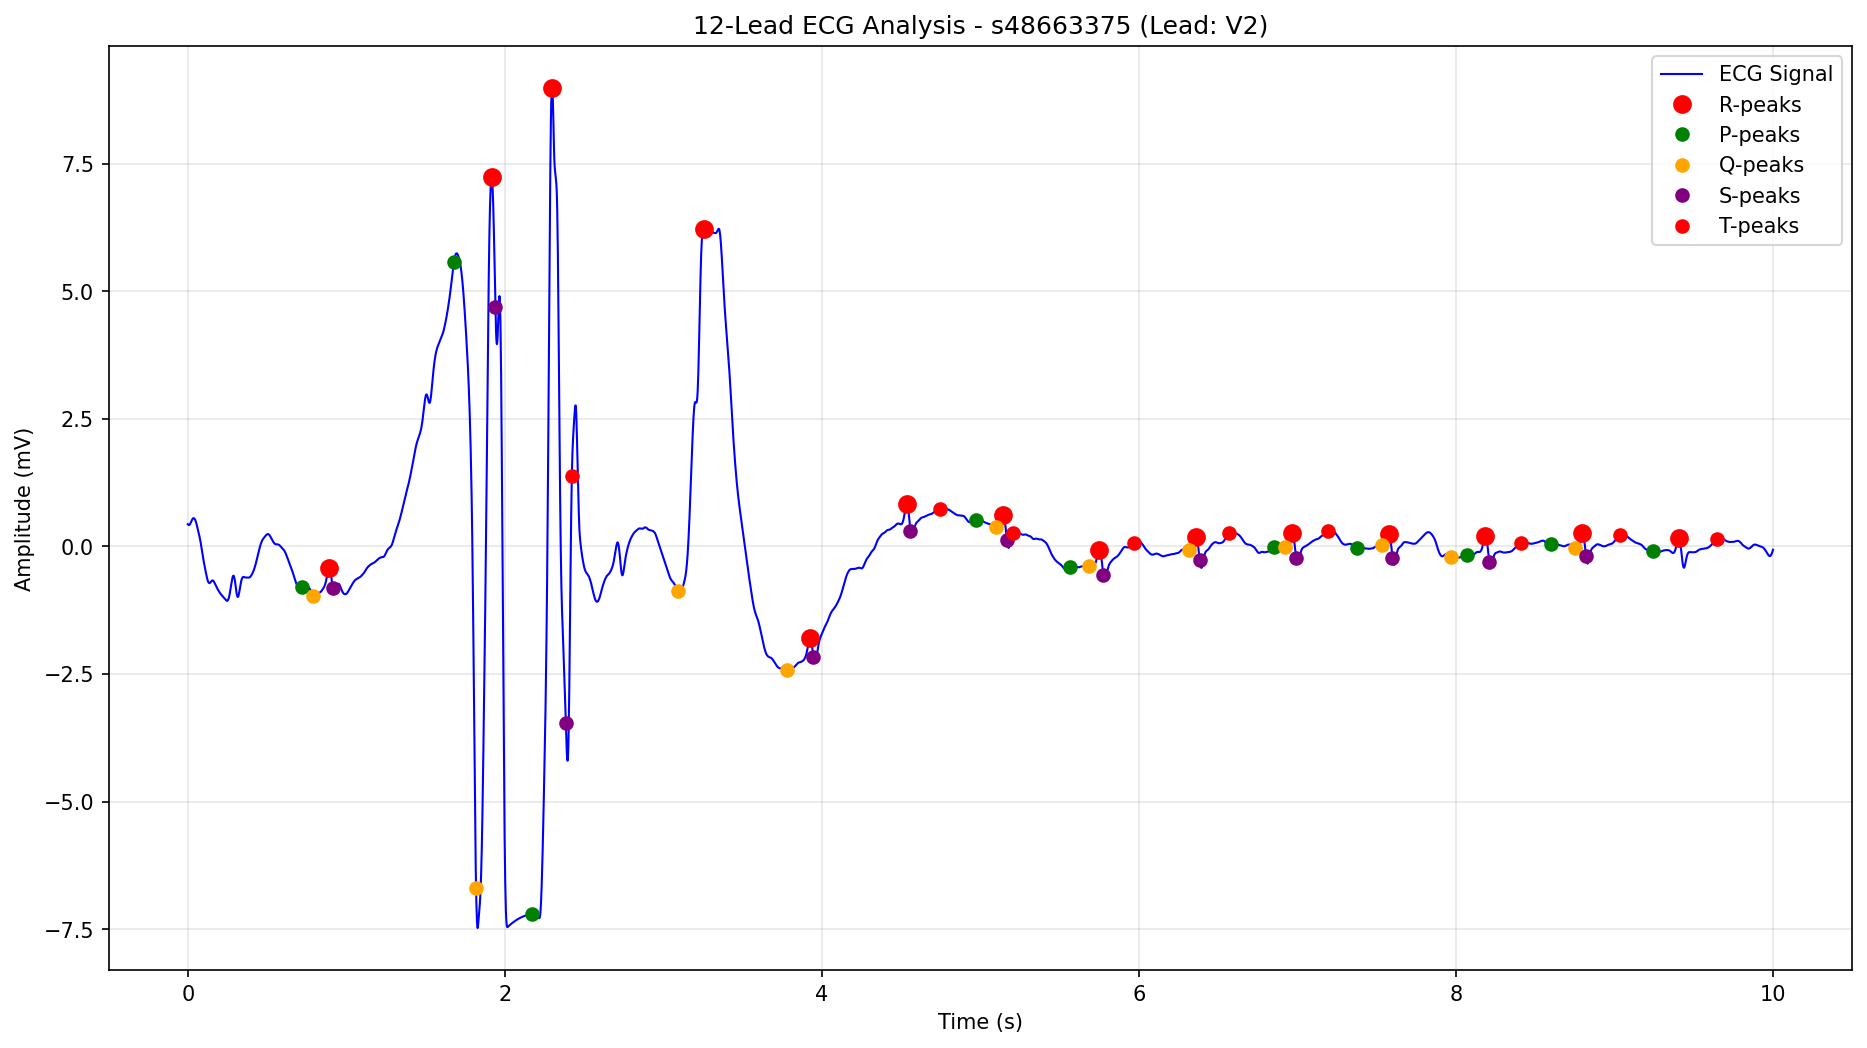 12-Lead ECG Analysis - s48663375 (Lead: V2)
ECG Signal
R-peaks
P-peaks
Q-peaks
S-peaks
T-peaks
Amplitude (mV)
7.5
5.0
2.5
0.0
−2.5
−5.0
−7.5
0 2 4 6 8 10
Time (s)